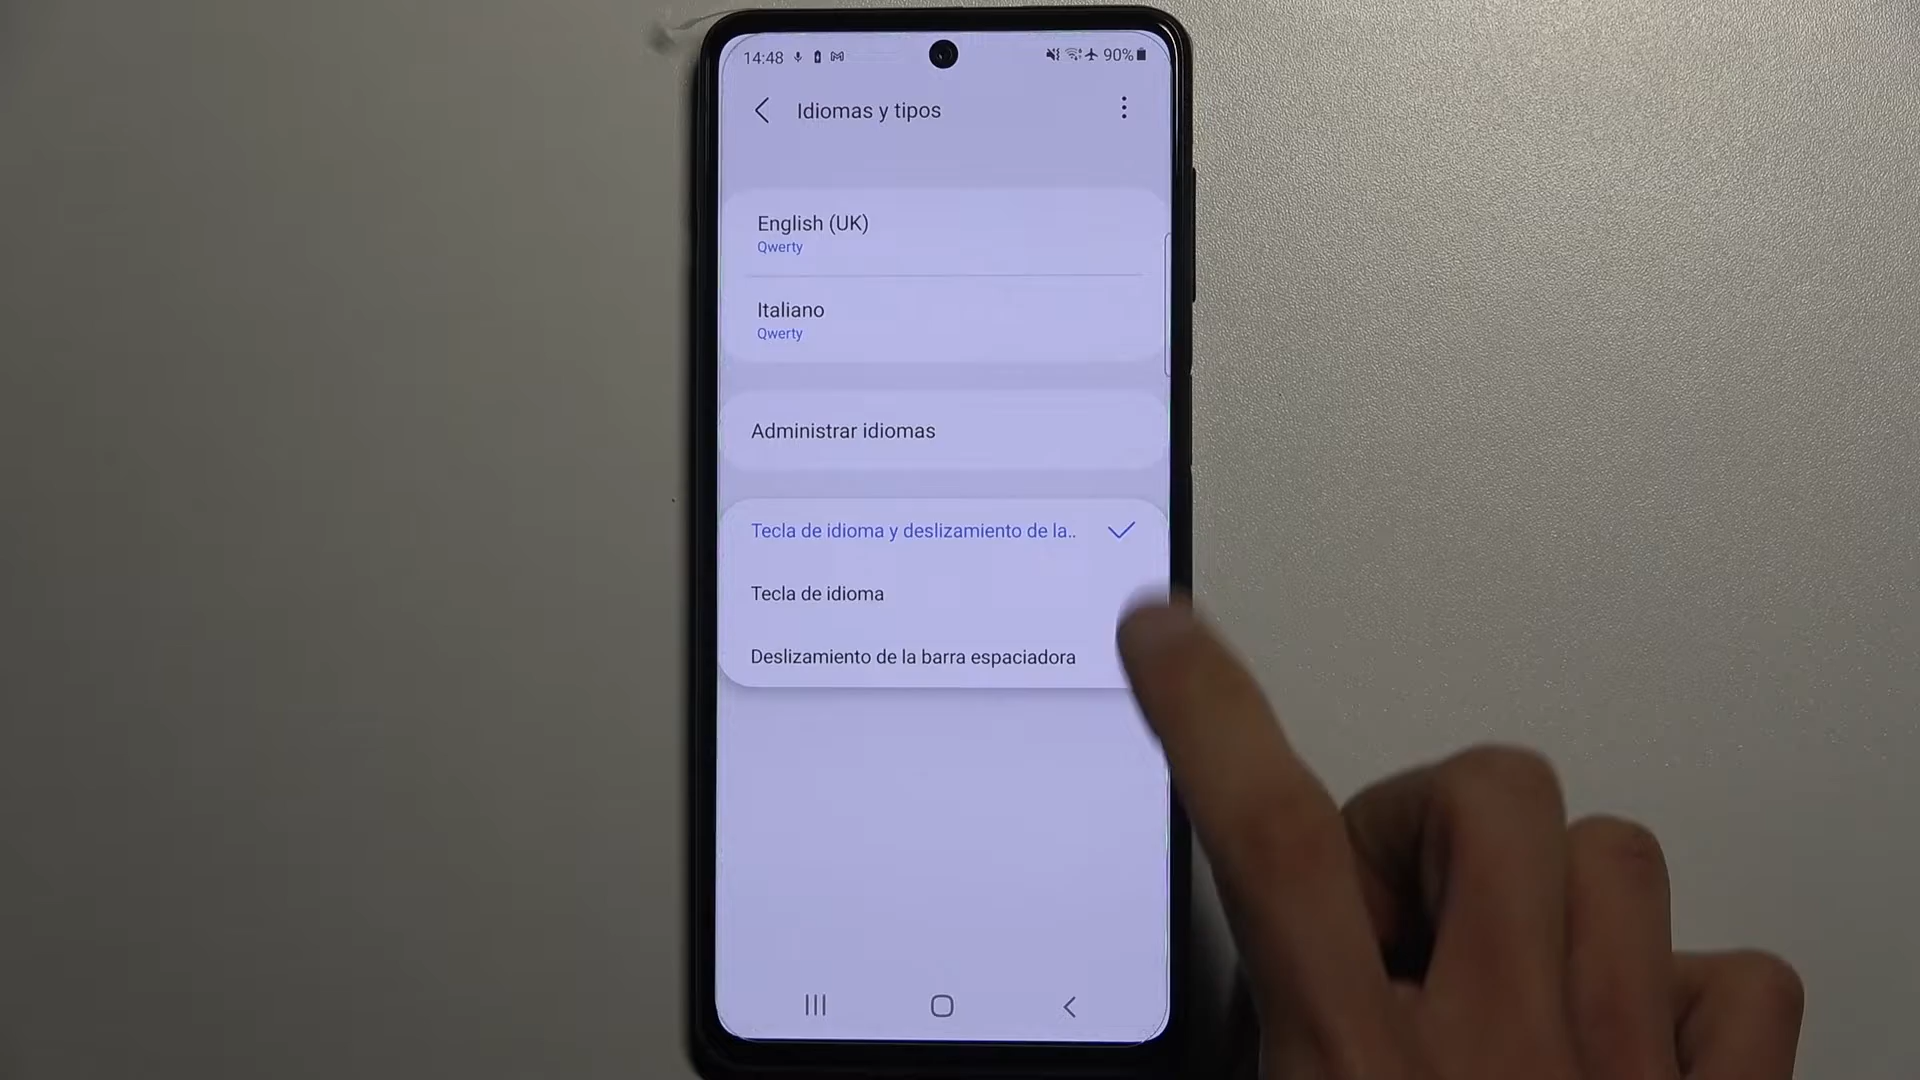 14:48
90%
Idiomas y tipos
English (UK)
Qwerty
Italiano
Qwerty
Administrar idiomas
Tecla de idioma y deslizamiento de la..
Tecla de idioma
Deslizamiento de la barra espaciadora